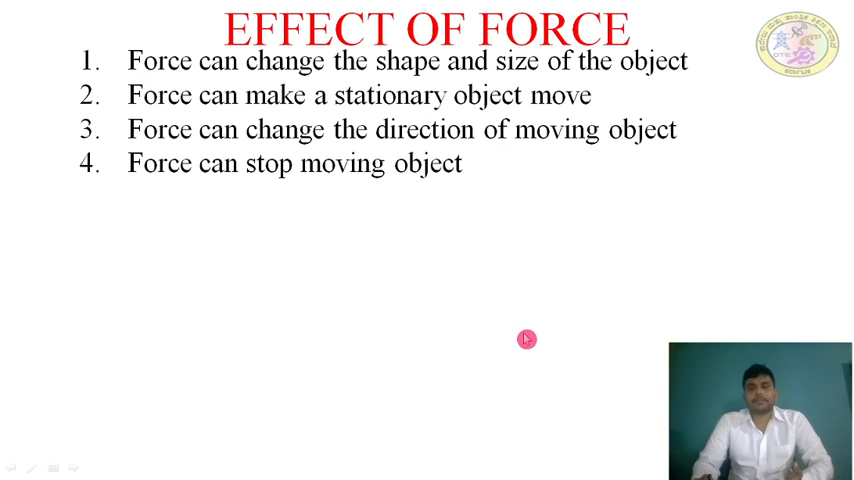 EFFECT OF FORCE
1. Force can change the shape and size of the object
2. Force can make a stationary object move
3. Force can change the direction of moving object
4. Force can stop moving object
DTE